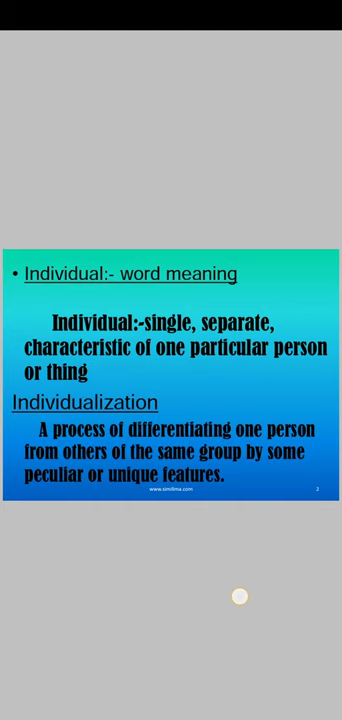 • Individual:- word meaning
Individual:-single, separate,
characteristic of one particular person
or thing
Individualization
A process of differentiating one person
from others of the same group by some
peculiar or unique features.
www.similima.com
2